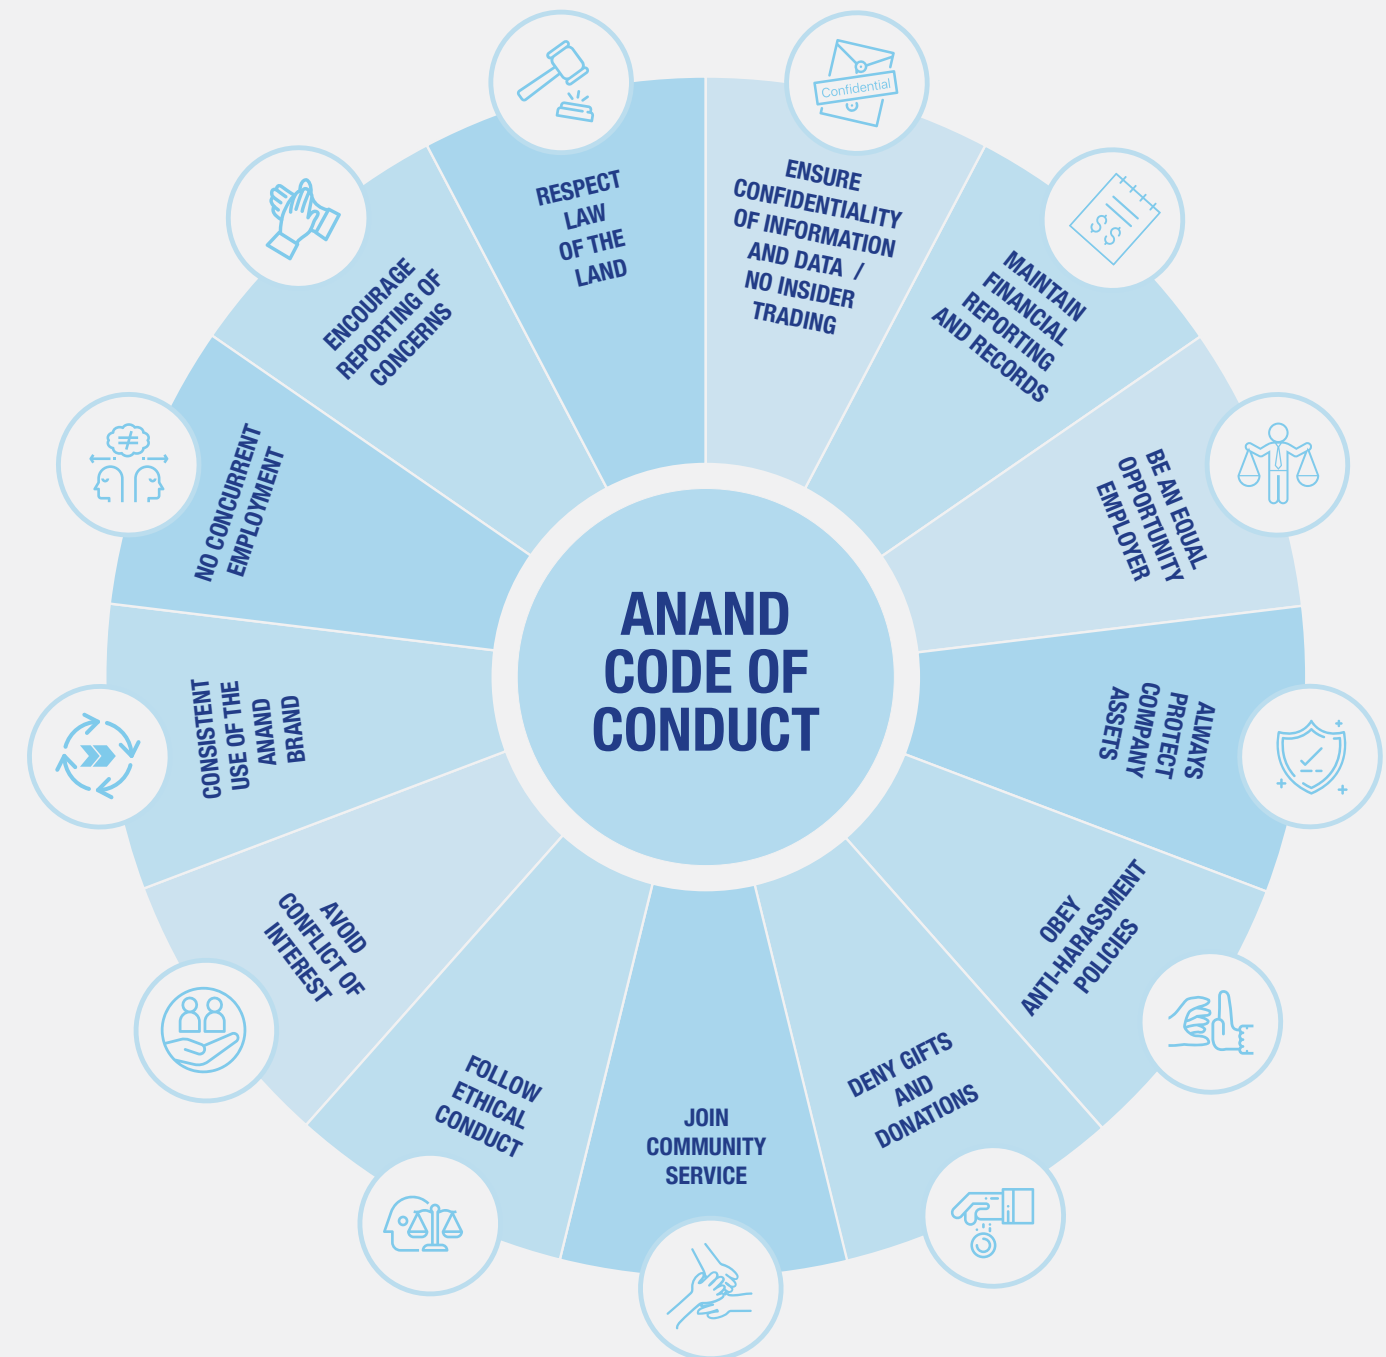 ANAND
CODE OF
CONDUCT
Confidential
ENSURE
CONFIDENTIALITY
OF INFORMATION
AND DATA /
NO INSIDER
TRADING
MAINTAIN
FINANCIAL
REPORTING
AND RECORDS
$$
BE AN EQUAL
OPPORTUNITY
EMPLOYER
ALWAYS
PROTECT
COMPANY
ASSETS
OBEY
ANTI-HARASSMENT
POLICIES
DENY GIFTS
AND
DONATIONS
JOIN
COMMUNITY
SERVICE
FOLLOW
ETHICAL
CONDUCT
AVOID
CONFLICT OF
INTEREST
CONSISTENT
USE OF THE
ANAND
BRAND
NO CONCURRENT
EMPLOYMENT
ENCOURAGE
REPORTING OF
CONCERNS
RESPECT
LAW
OF THE
LAND